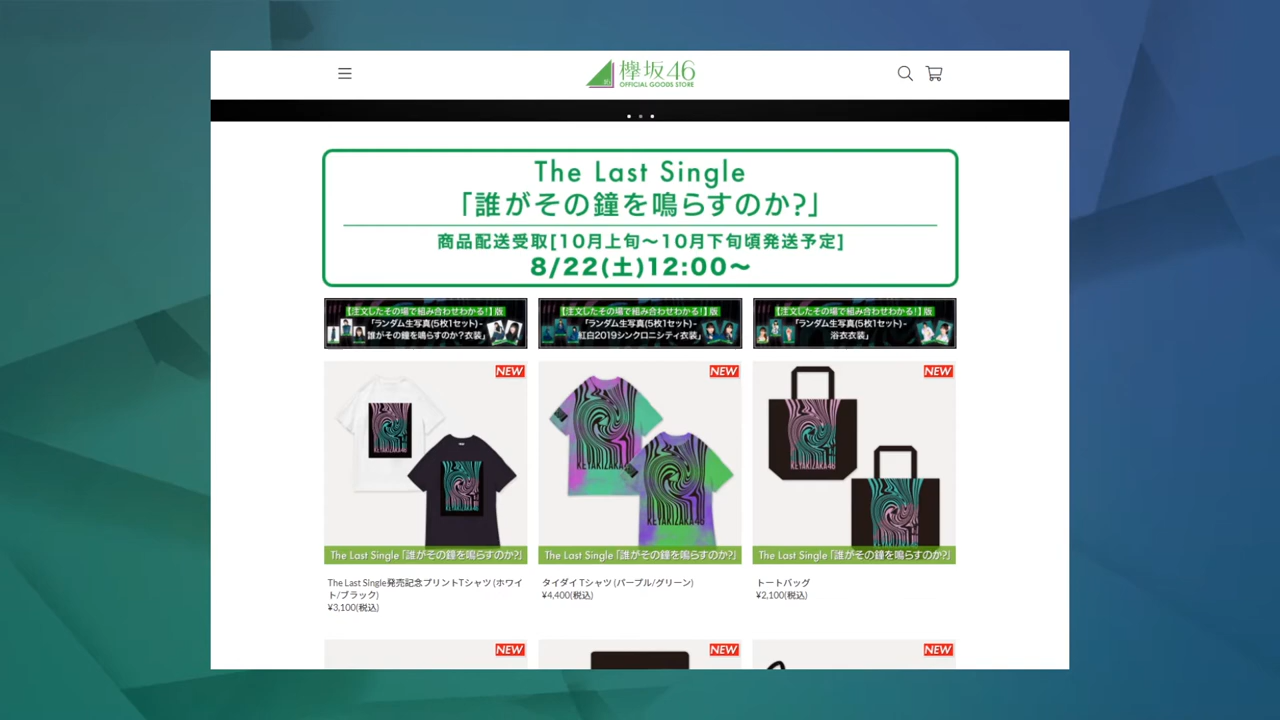 欅坂46
OFFICIAL GOODS STORE
The Last Single
「誰がその鐘を鳴らすのか?」
商品配送受取[10月上旬〜10月下旬頃発送予定]
8/22(土)12:00〜
【注文したその場で組み合わせわかる!】版
「ランダム生写真(5枚1セット)-
誰がその鐘を鳴らすのか?衣装」
【注文したその場で組み合わせわかる!】版
「ランダム生写真(5枚1セット)-
紅白2019シンクロニシティ衣装」
【注文したその場で組み合わせわかる!】版
「ランダム生写真(5枚1セット)-
浴衣衣装」
NEW
KEYAKIZAKA46
The Last Single「誰がその鐘を鳴らすのか?」
The Last Single発売記念プリントTシャツ (ホワイ
ト/ブラック)
¥3,100(税込)
NEW
KEYAKIZAKA46
KEYAKIZAKA46
The Last Single「誰がその鐘を鳴らすのか?」
タイダイ Tシャツ (パープル/グリーン)
¥4,400(税込)
NEW
KEYAKIZAKA46
The Last Single「誰がその鐘を鳴らすのか?」
トートバッグ
¥2,100(税込)
NEW
NEW
NEW